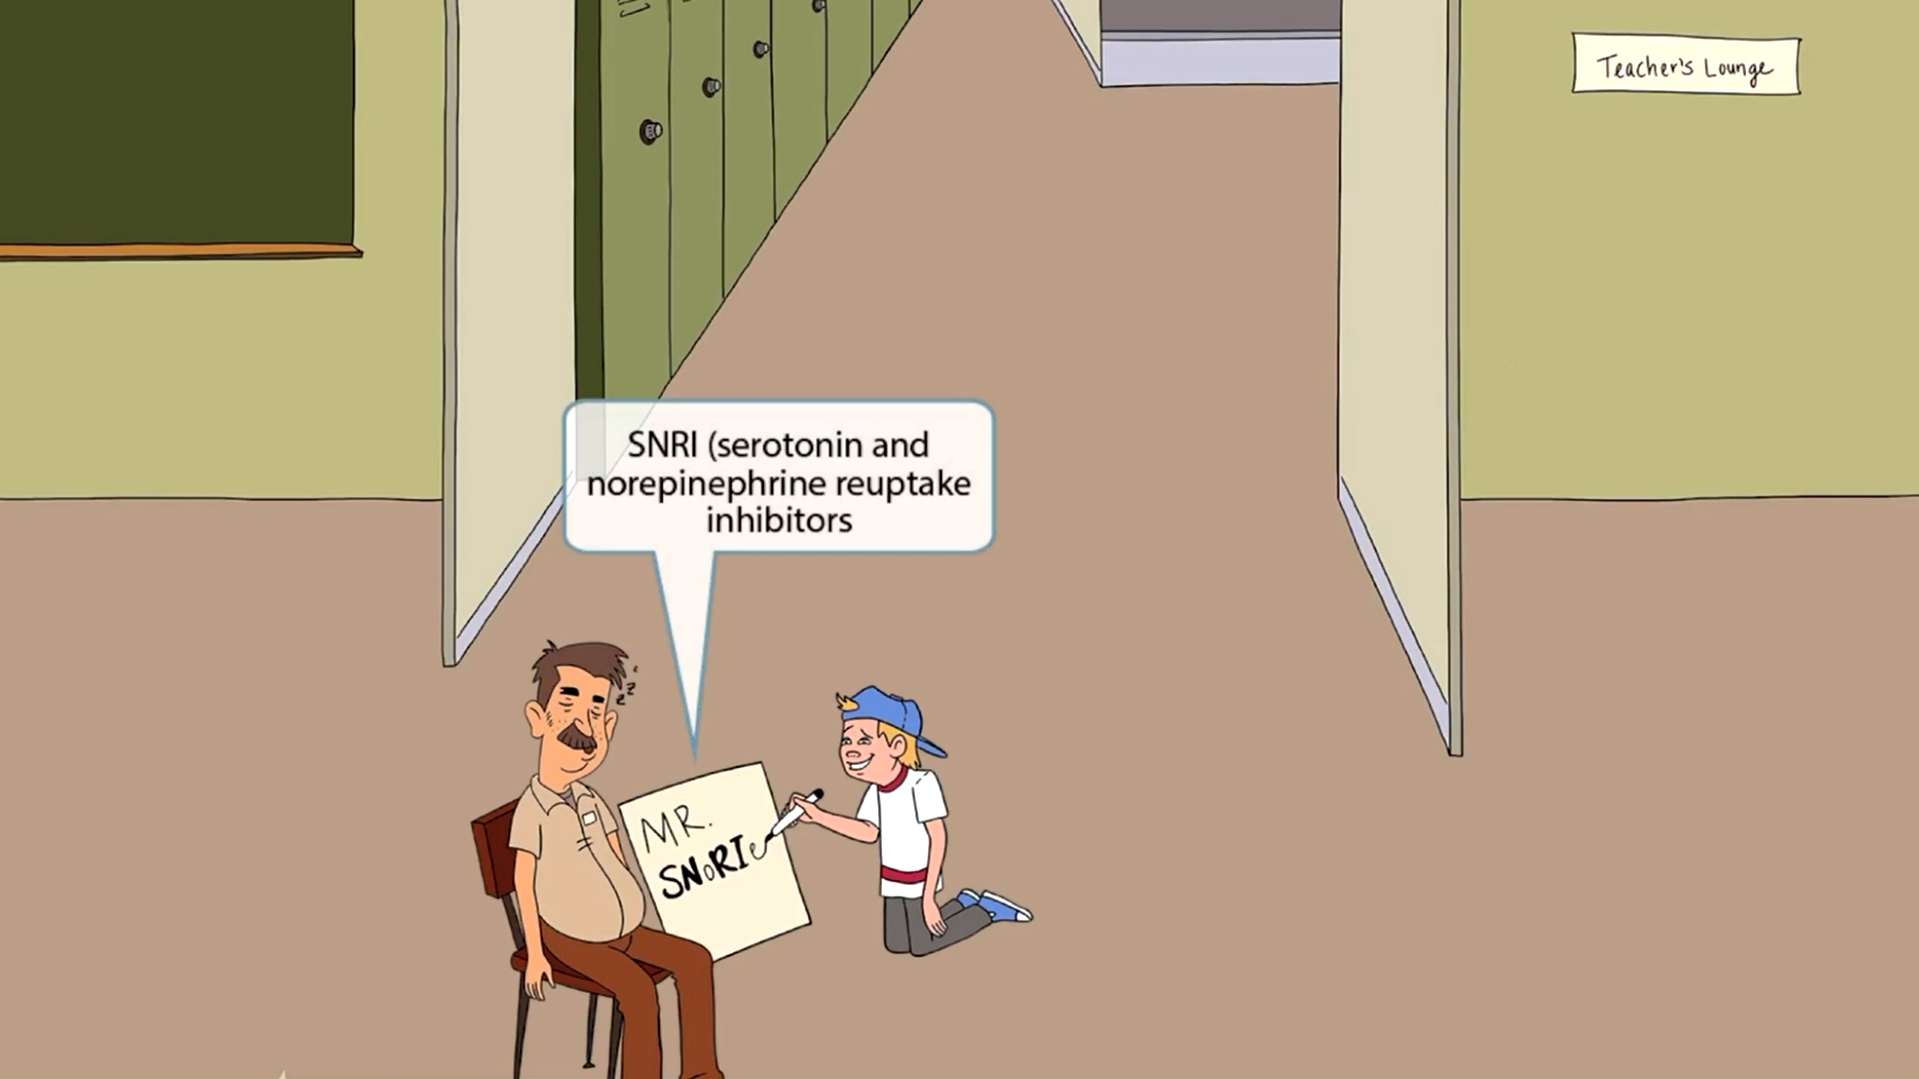 Teacher's Lounge
SNRI (serotonin and
norepinephrine reuptake
inhibitors
z
z
z
MR.
SNoRIe